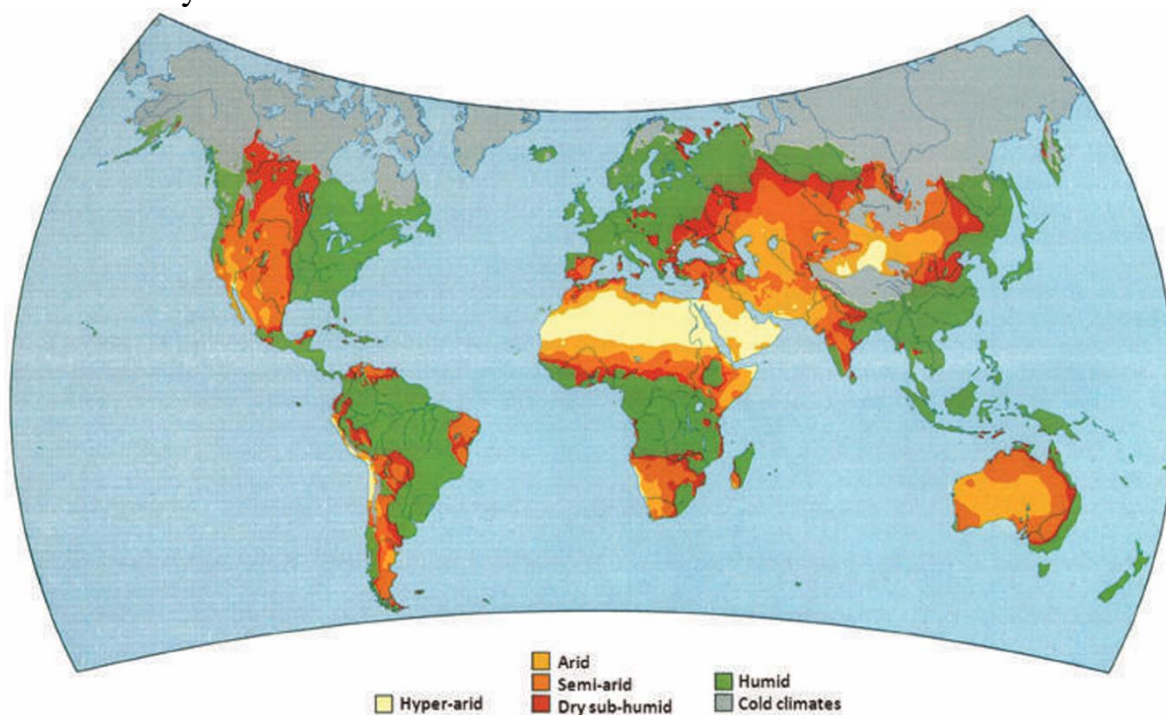 Arid
Semi-arid
Humid
Hyper-arid
Dry sub-humid
Cold climates